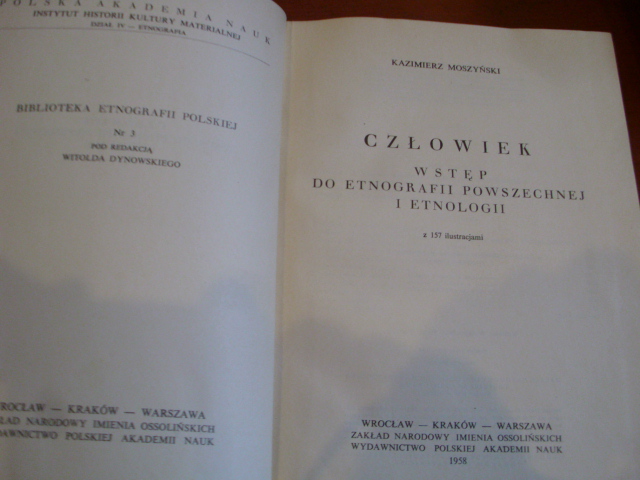 POLSKA AKADEMIA NAUK
INSTYTUT HISTORII KULTURY MATERIALNEJ
DZIAŁ IV — ETNOGRAFIA
BIBLIOTEKA ETNOGRAFII POLSKIEJ
Nr 3
POD REDAKCJĄ
WITOLDA DYNOWSKIEGO
WROCŁAW — KRAKÓW — WARSZAWA
ZAKŁAD NARODOWY IMIENIA OSSOLIŃSKICH
WYDAWNICTWO POLSKIEJ AKADEMII NAUK
KAZIMIERZ MOSZYŃSKI
CZŁOWIEK
WSTĘP
DO ETNOGRAFII POWSZECHNEJ
I ETNOLOGII
z 157 ilustracjami
WROCŁAW — KRAKÓW — WARSZAWA
ZAKŁAD NARODOWY IMIENIA OSSOLIŃSKICH
WYDAWNICTWO POLSKIEJ AKADEMII NAUK
1958